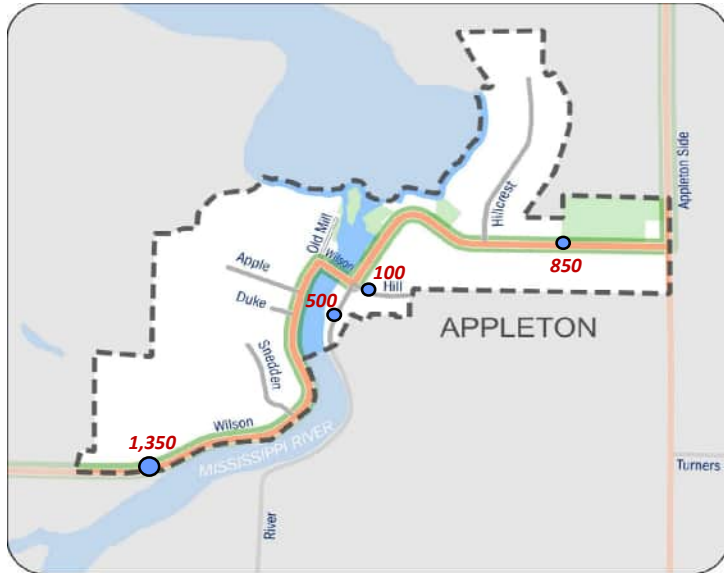 Appleton Side
Hillcrest
Old Mill
Wilson
Apple
850
100
Hill
Duke
500
APPLETON
Snedden
Wilson
1,350
MISSISSIPPI RIVER
Turners
River